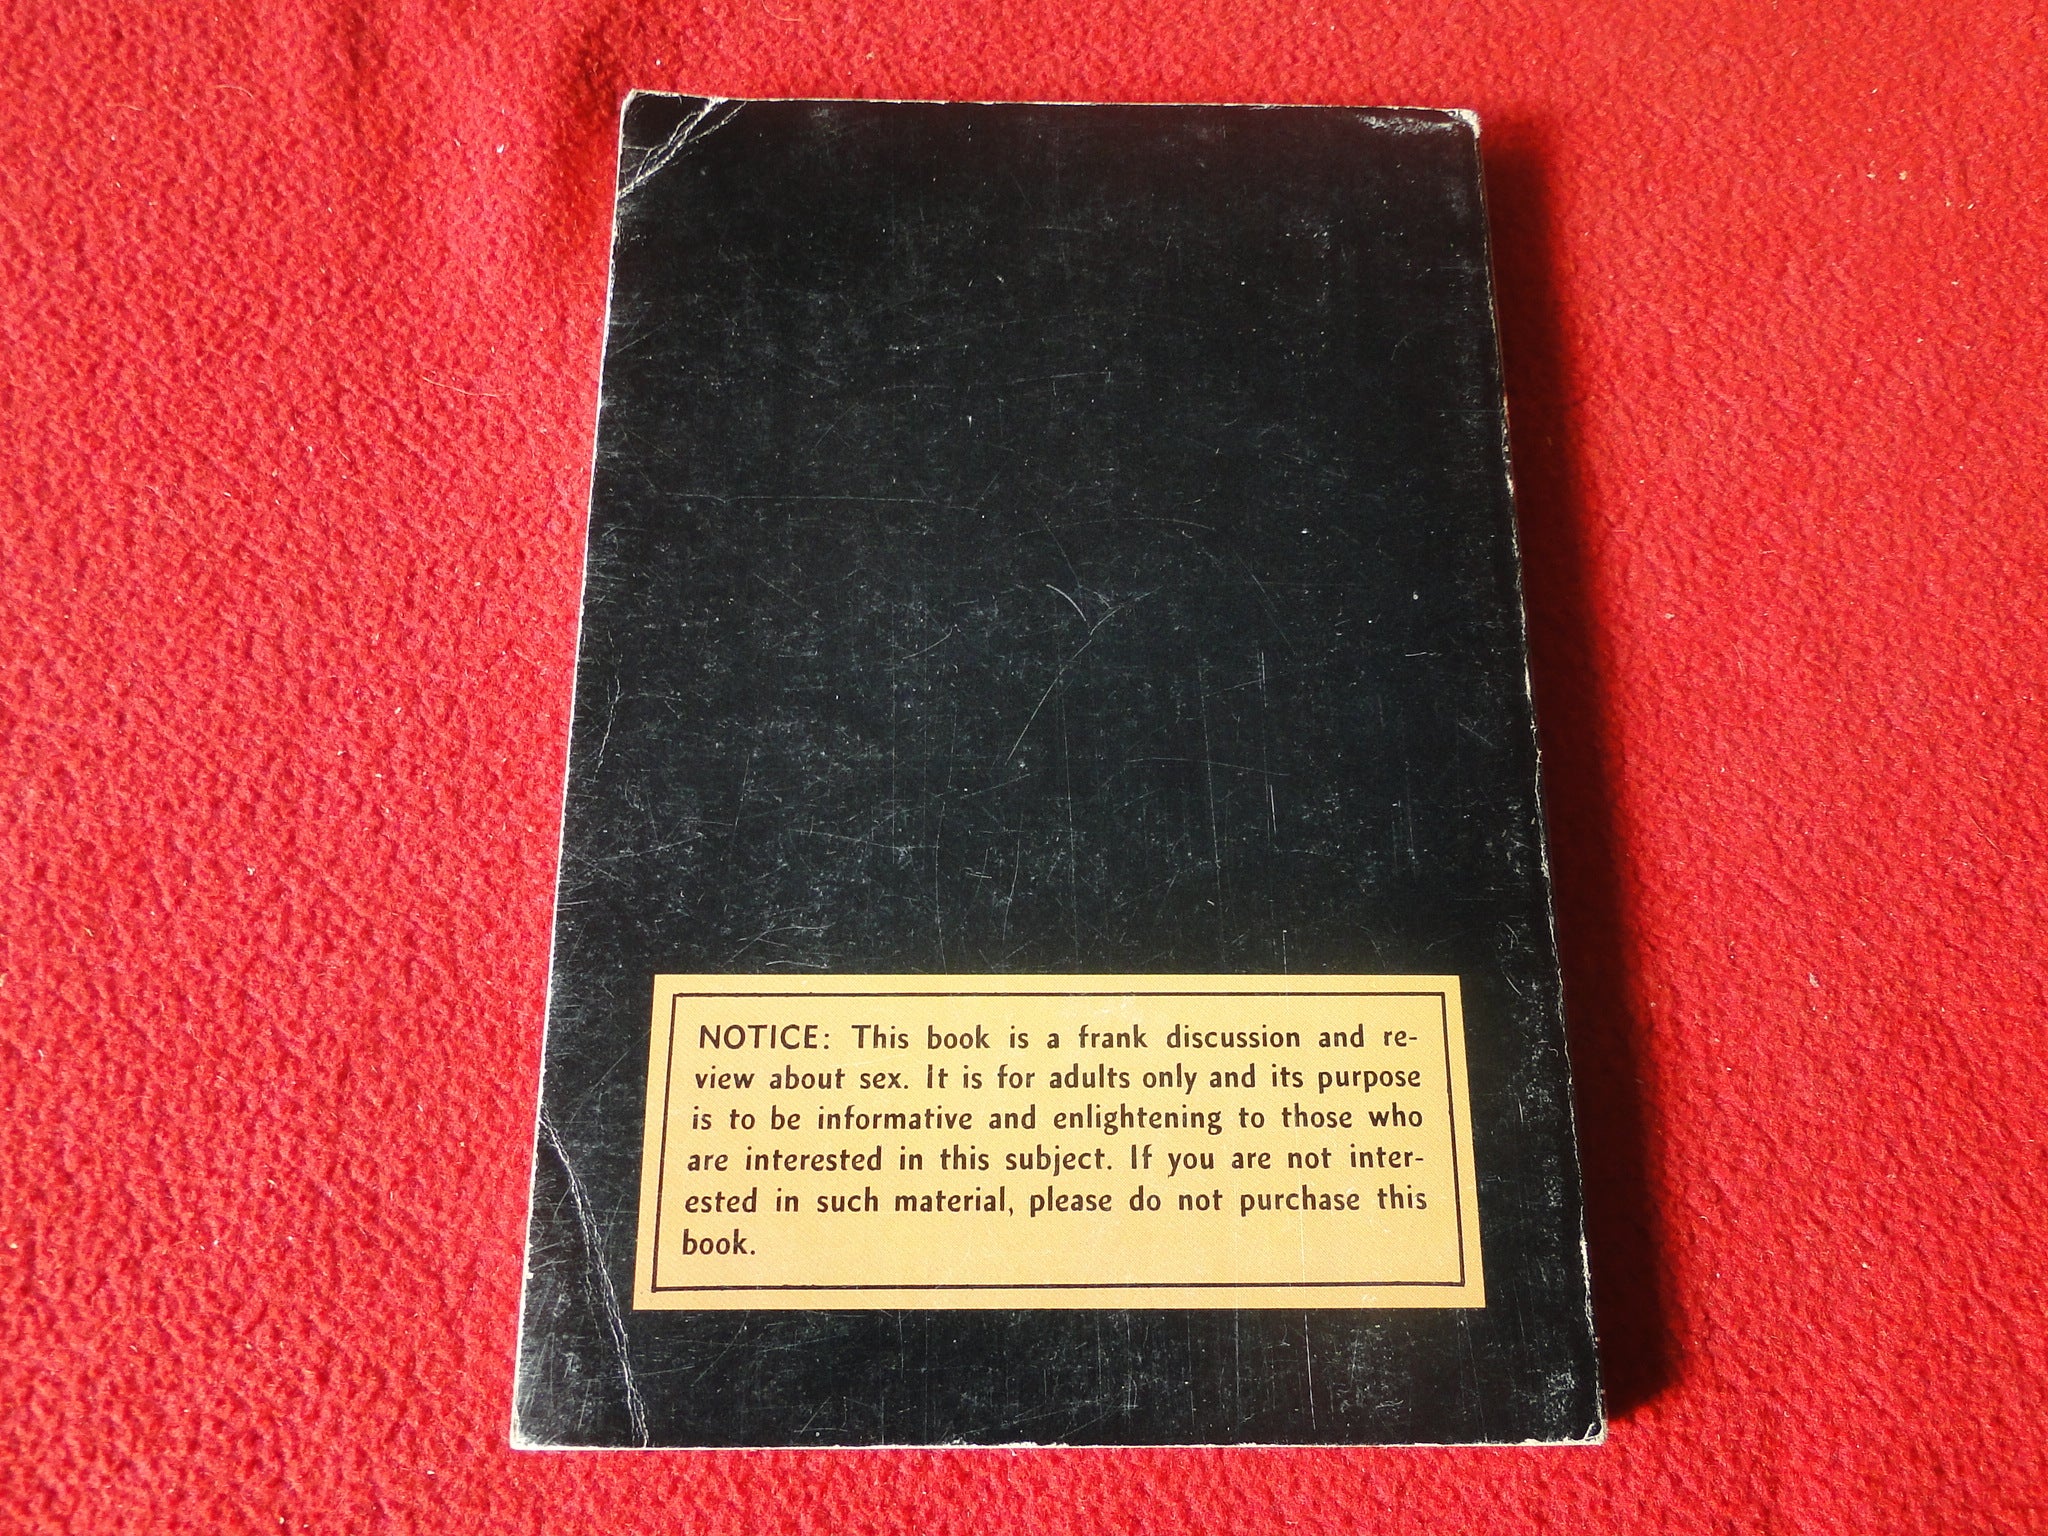 NOTICE: This book is a frank discussion and re-
view about sex. It is for adults only and its purpose
is to be informative and enlightening to those who
are interested in this subject. If you are not inter-
ested in such material, please do not purchase this
book.